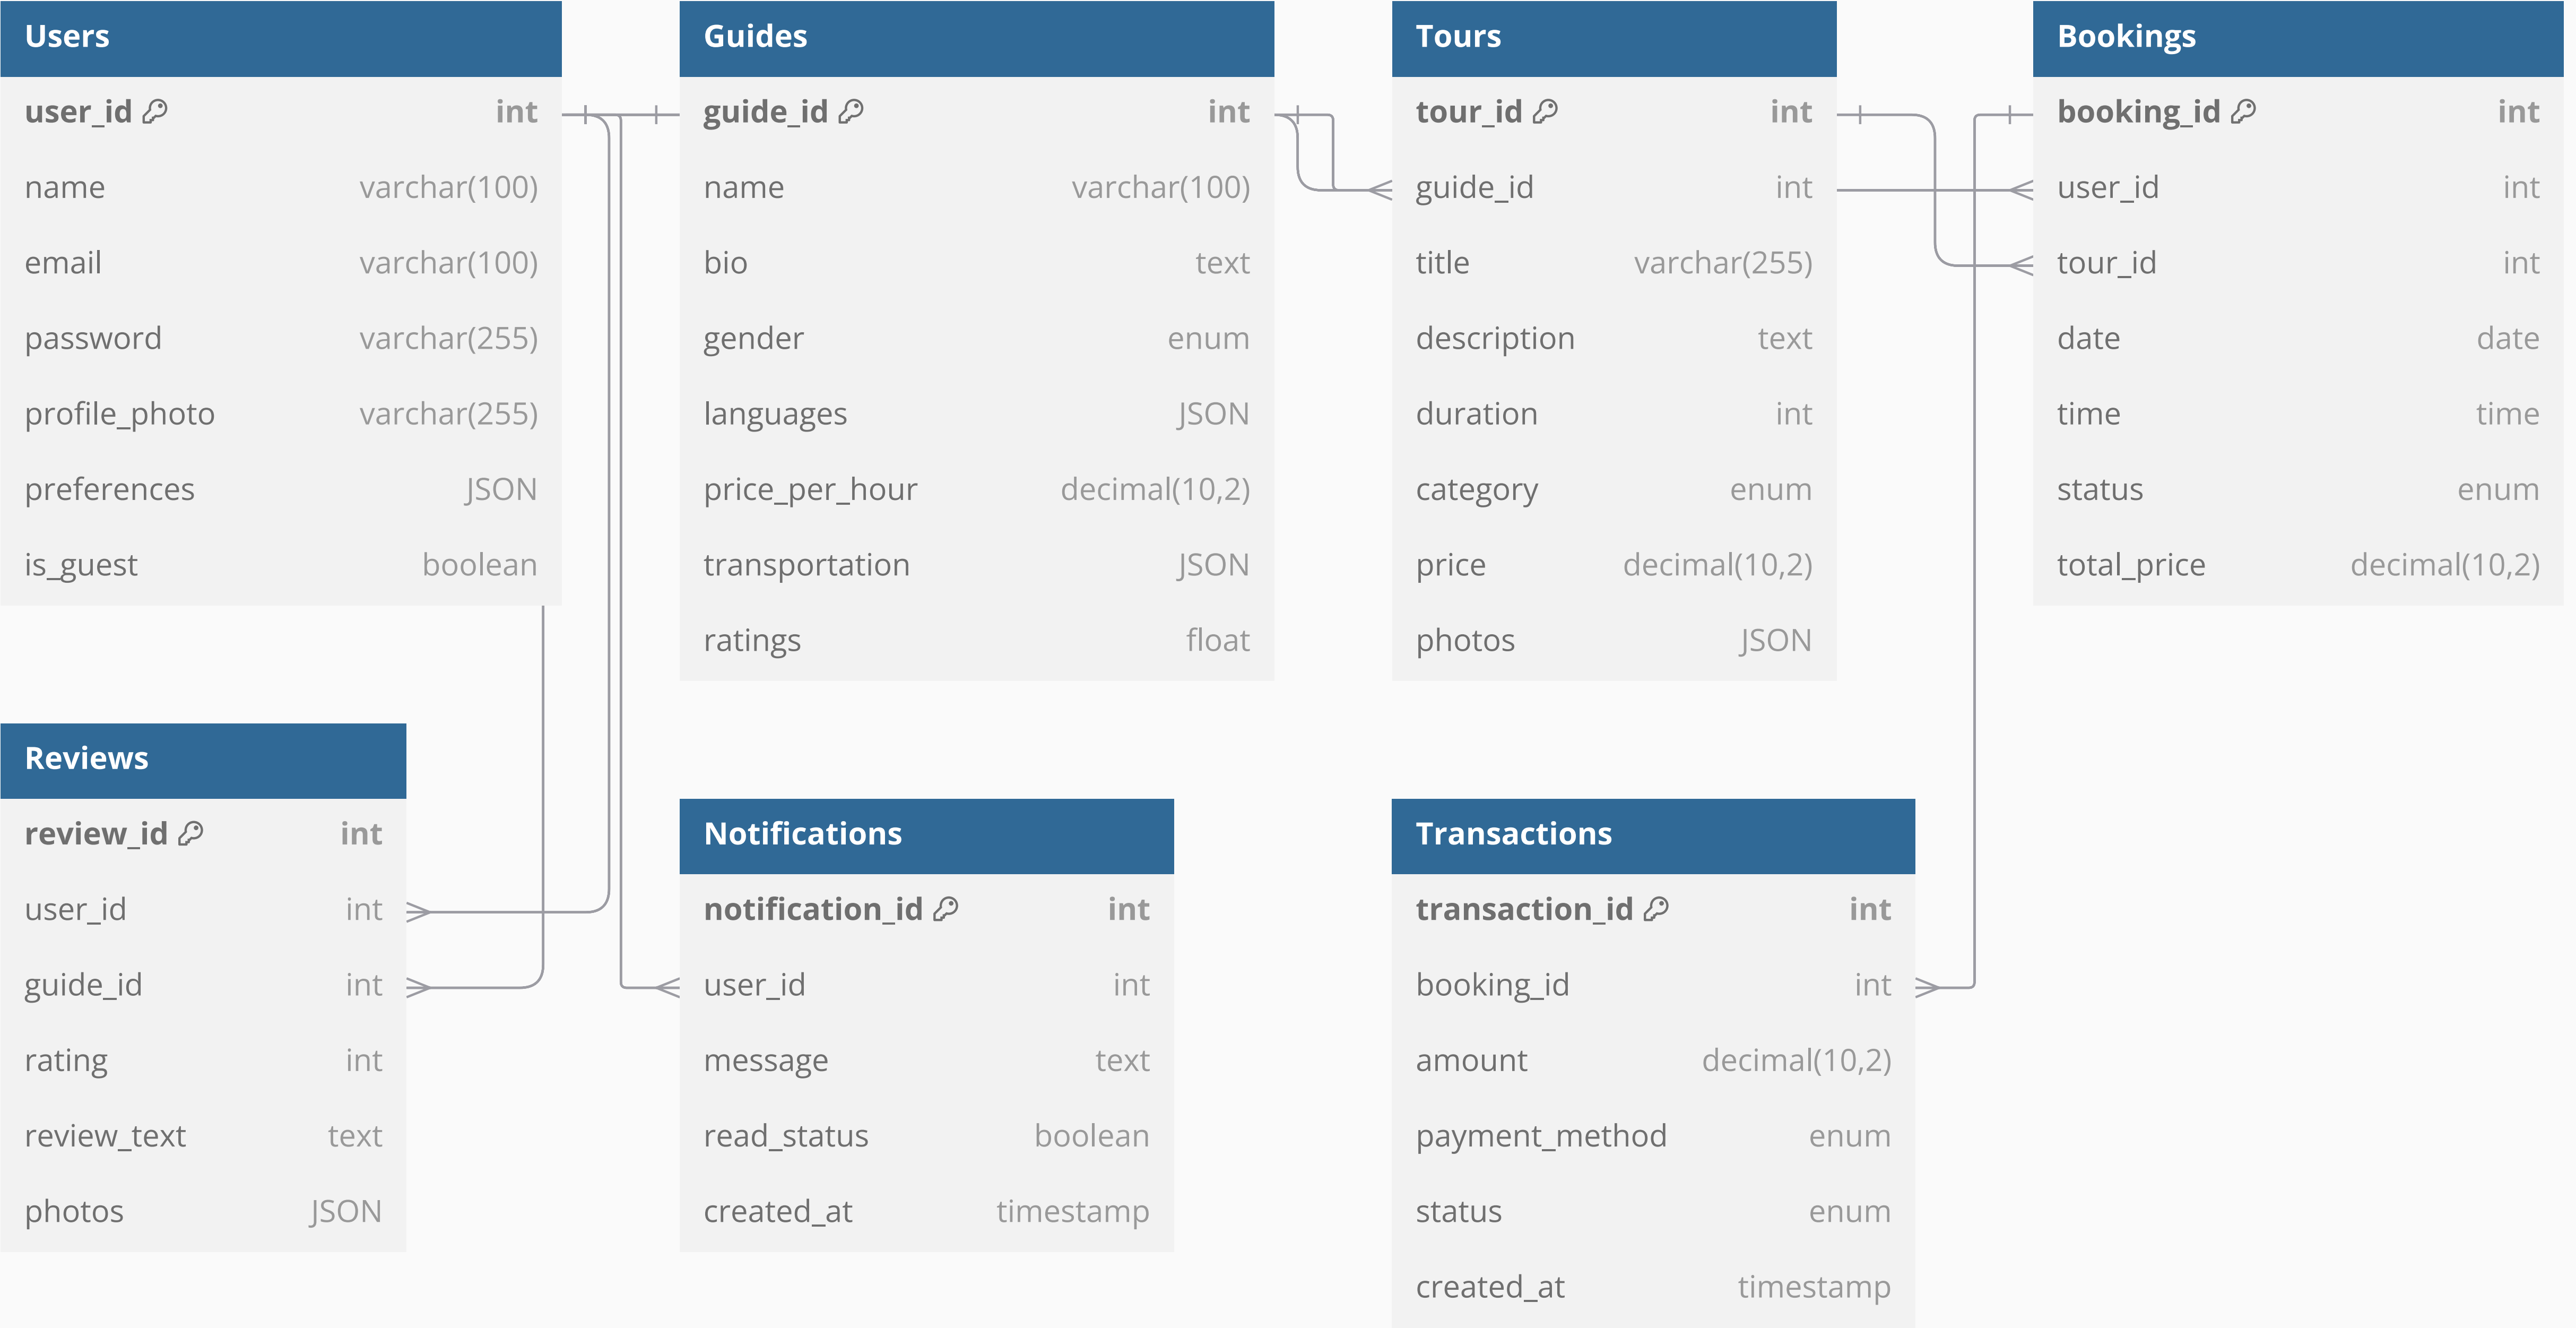 Users
user_id int
name varchar(100)
email varchar(100)
password varchar(255)
profile_photo varchar(255)
preferences JSON
is_guest boolean
Guides
guide_id int
name varchar(100)
bio text
gender enum
languages JSON
price_per_hour decimal(10,2)
transportation JSON
ratings float
Tours
tour_id int
guide_id int
title varchar(255)
description text
duration int
category enum
price decimal(10,2)
photos JSON
Bookings
booking_id int
user_id int
tour_id int
date date
time time
status enum
total_price decimal(10,2)
Reviews
review_id int
user_id int
guide_id int
rating int
review_text text
photos JSON
Notifications
notification_id int
user_id int
message text
read_status boolean
created_at timestamp
Transactions
transaction_id int
booking_id int
amount decimal(10,2)
payment_method enum
status enum
created_at timestamp